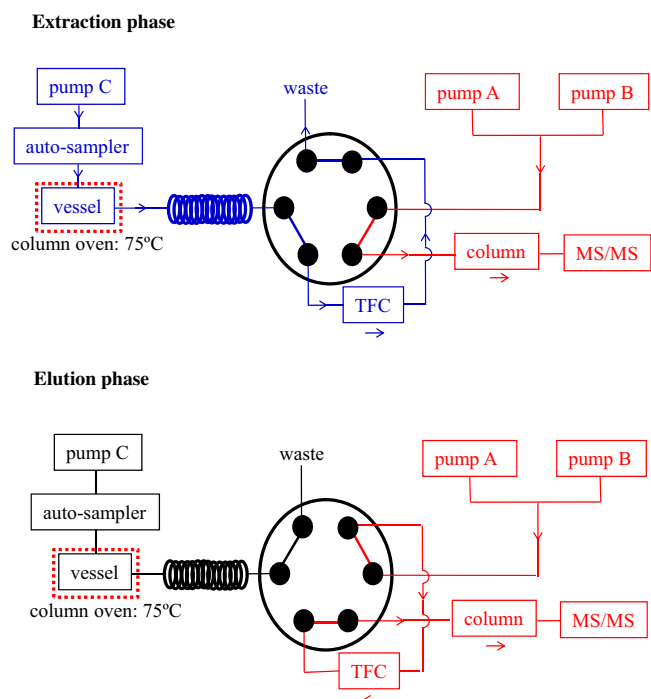 Extraction phase
pump C
waste
pump A
pump B
auto-sampler
vessel
column oven: 75ºC
column
MS/MS
TFC
Elution phase
pump C
waste
pump A
pump B
auto-sampler
vessel
column oven: 75ºC
column
MS/MS
TFC